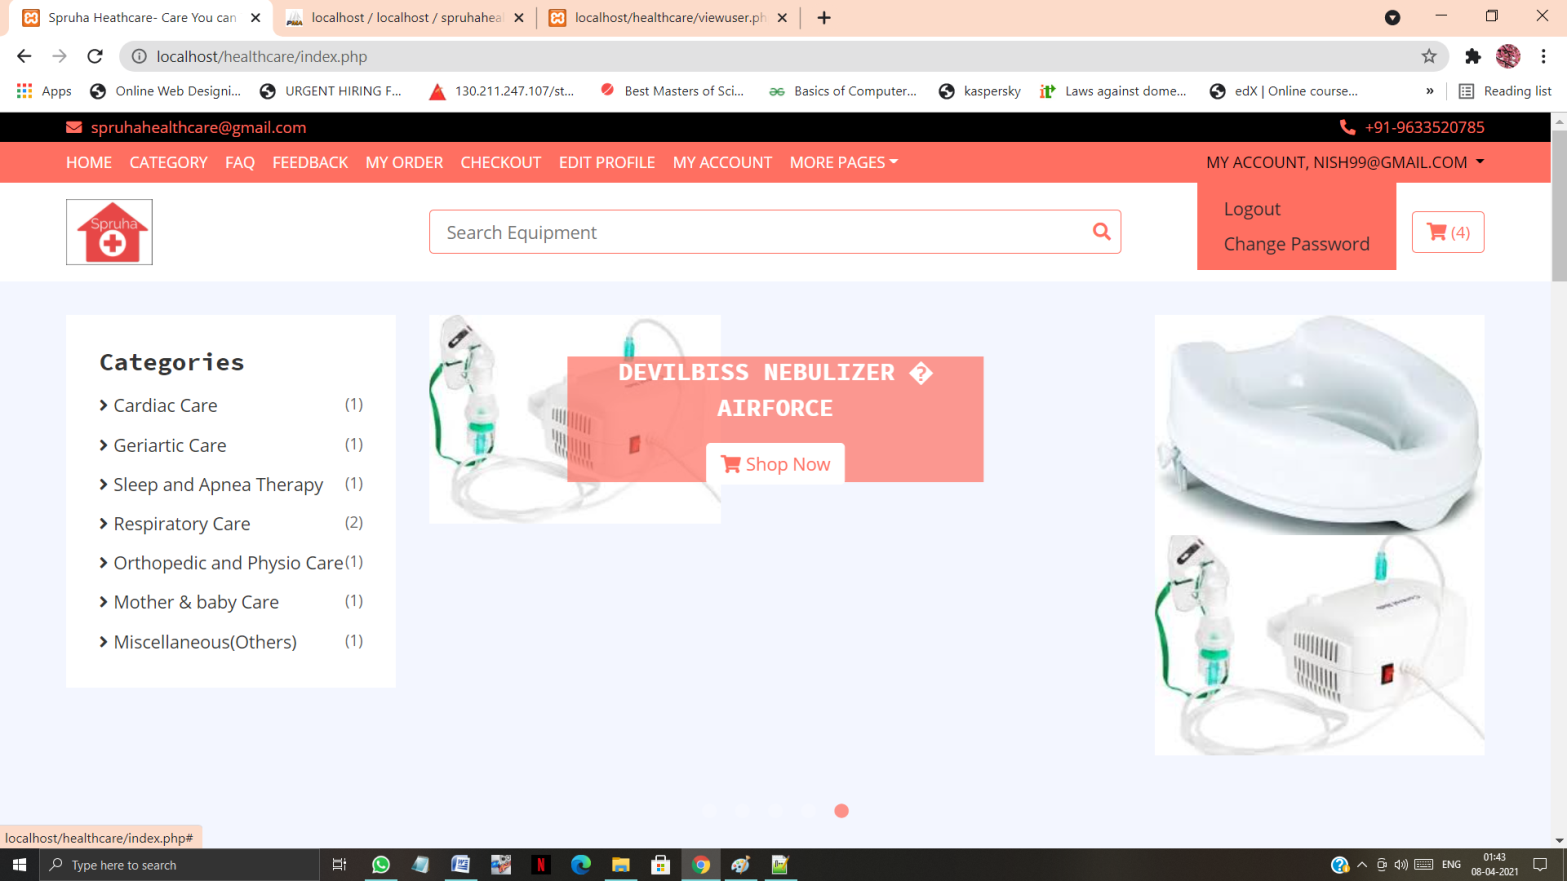 Spruha Heathcare- Care You can
localhost / localhost / spruhaheal
localhost/healthcare/viewuser.ph
localhost/healthcare/index.php
Apps
Online Web Designi...
URGENT HIRING F...
130.211.247.107/st...
Best Masters of Sci...
Basics of Computer...
kaspersky
Laws against dome...
edX | Online course...
»
Reading list
spruhahealthcare@gmail.com
+91-9633520785
HOME
CATEGORY
FAQ
FEEDBACK
MY ORDER
CHECKOUT
EDIT PROFILE
MY ACCOUNT
MORE PAGES
MY ACCOUNT, NISH99@GMAIL.COM
Logout
Change Password
Spruha
Search Equipment
(4)
Categories
Cardiac Care (1)
Geriartic Care (1)
Sleep and Apnea Therapy (1)
Respiratory Care (2)
Orthopedic and Physio Care(1)
Mother & baby Care (1)
Miscellaneous(Others) (1)
DEVILBISS NEBULIZER �
AIRFORCE
Shop Now
localhost/healthcare/index.php#
Type here to search
ENG
01:43
08-04-2021